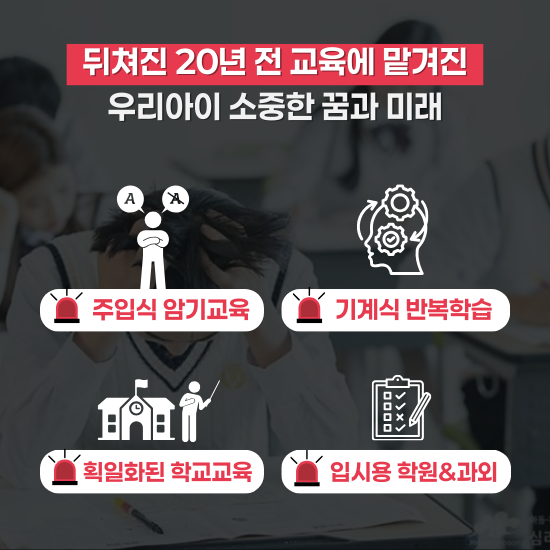 뒤쳐진 20년 전 교육에 맡겨진
우리아이 소중한 꿈과 미래
A A
주입식 암기교육
기계식 반복학습
획일화된 학교교육
입시용 학원&과외